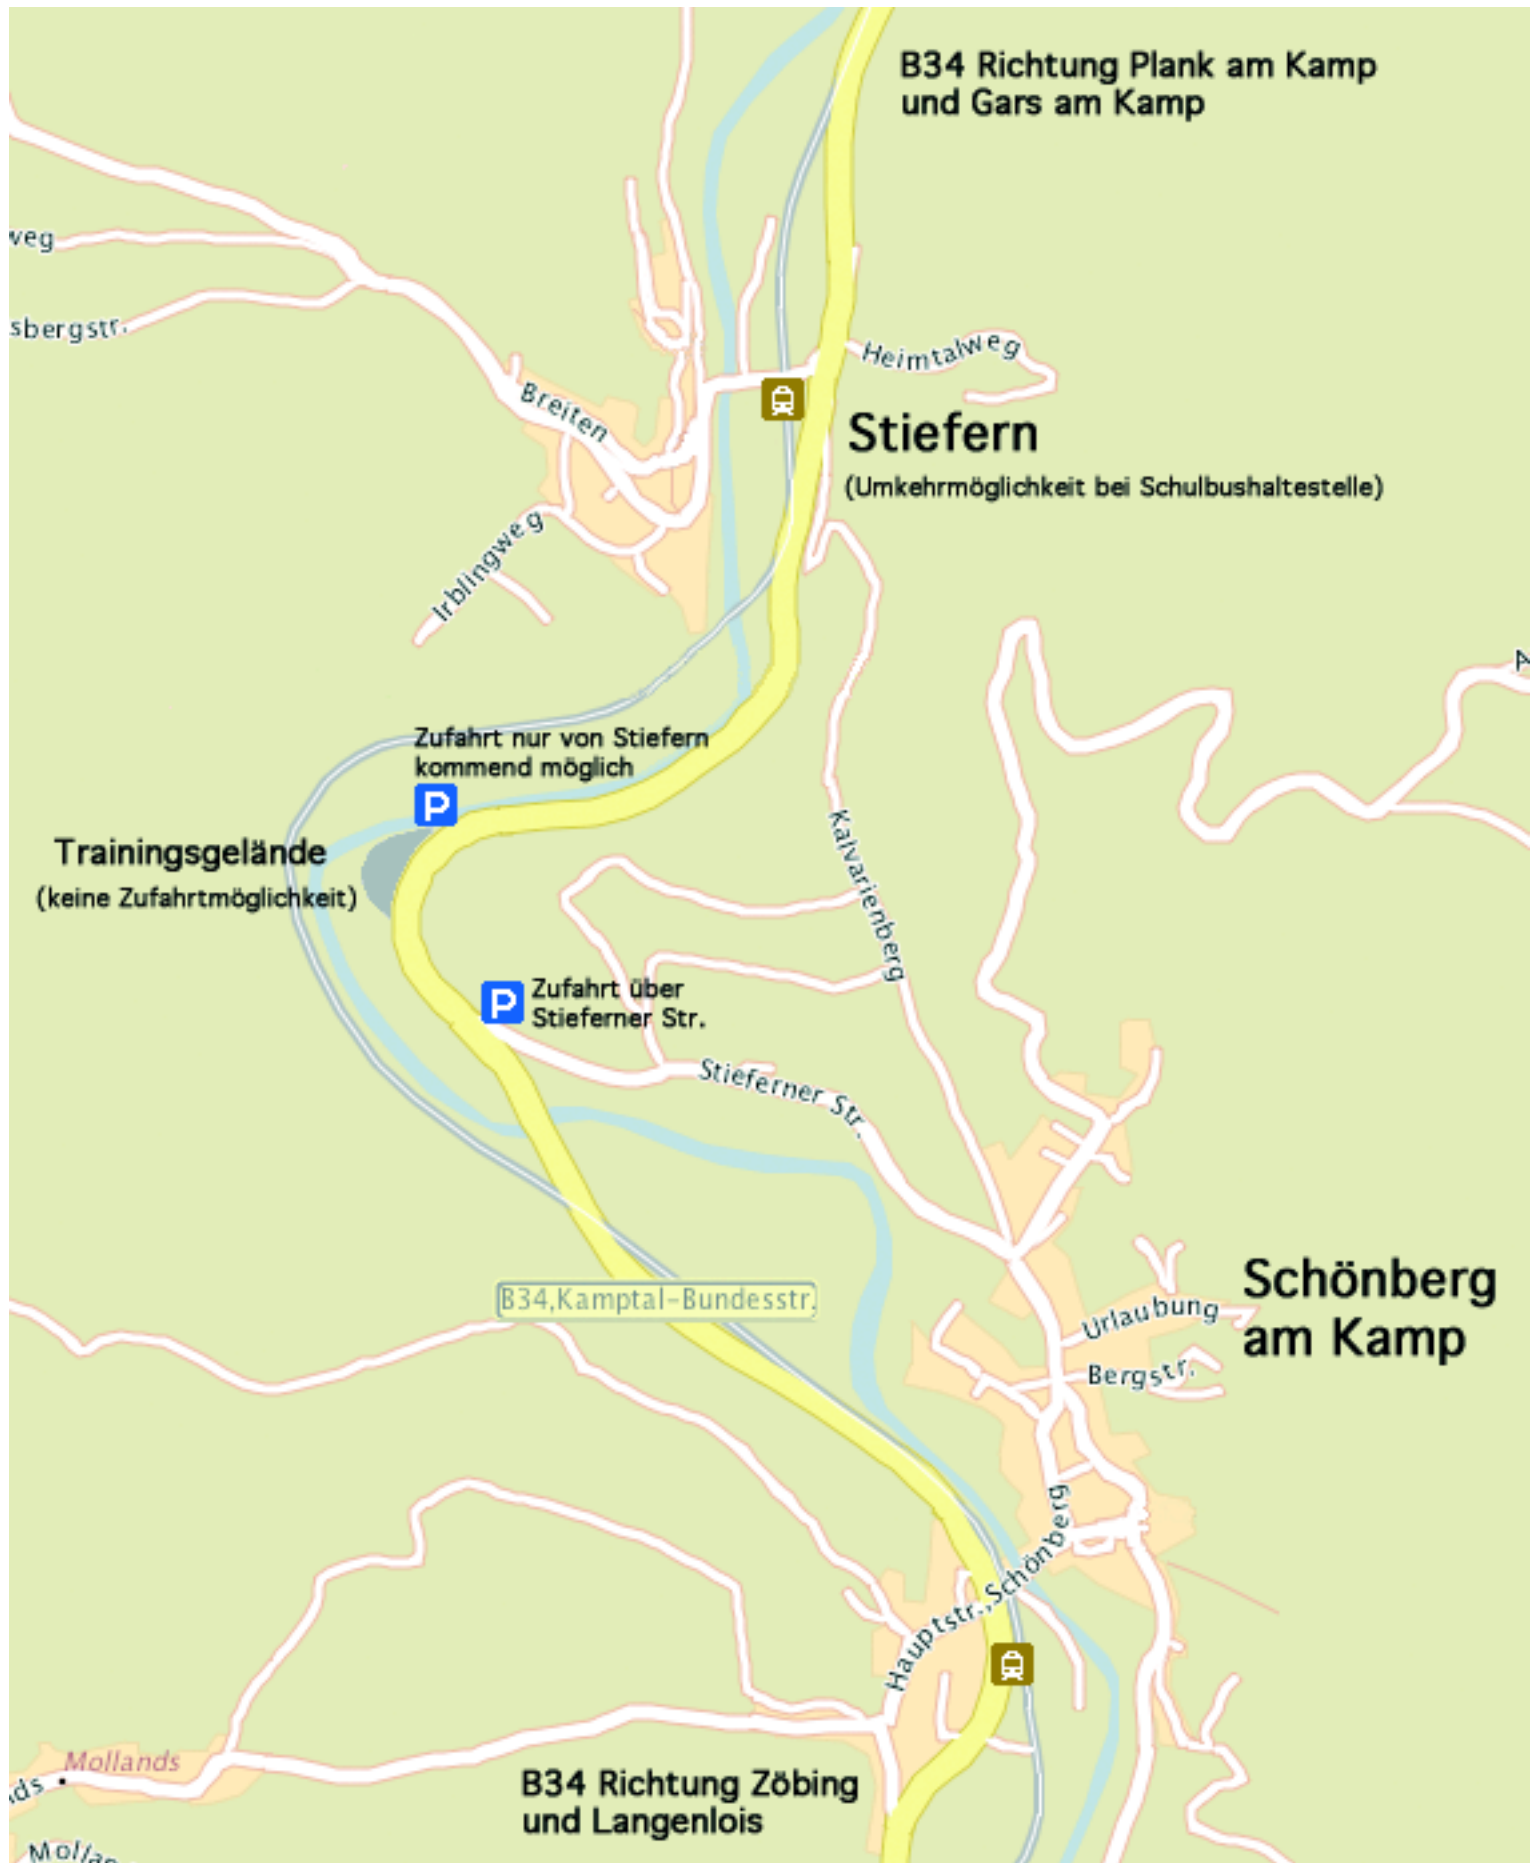 B34 Richtung Plank am Kamp
und Gars am Kamp
weg
sbergstr.
Heimtalweg
Breiten
Stiefern
(Umkehrmöglichkeit bei Schulbushaltestelle)
Irblingweg
A
Zufahrt nur von Stiefern
kommend möglich
P
Trainingsgelände
(keine Zufahrtmöglichkeit)
Kalvarienberg
P
Zufahrt über
Stieferner Str.
Stieferner Str.
B34,Kamptal-Bundesstr.
Schönberg
am Kamp
Urlaubung
Bergstr.
Hauptstr.,Schönberg
Mollands
ds
B34 Richtung Zöbing
und Langenlois